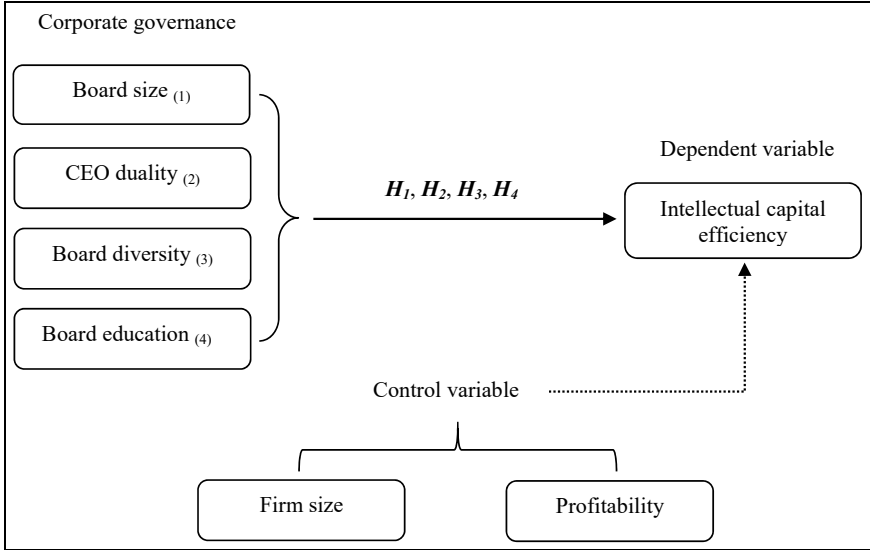 Corporate governance
Board size (1)
CEO duality (2)
Board diversity (3)
Board education (4)
H1, H2, H3, H4
Dependent variable
Intellectual capital
efficiency
Control variable
Firm size
Profitability